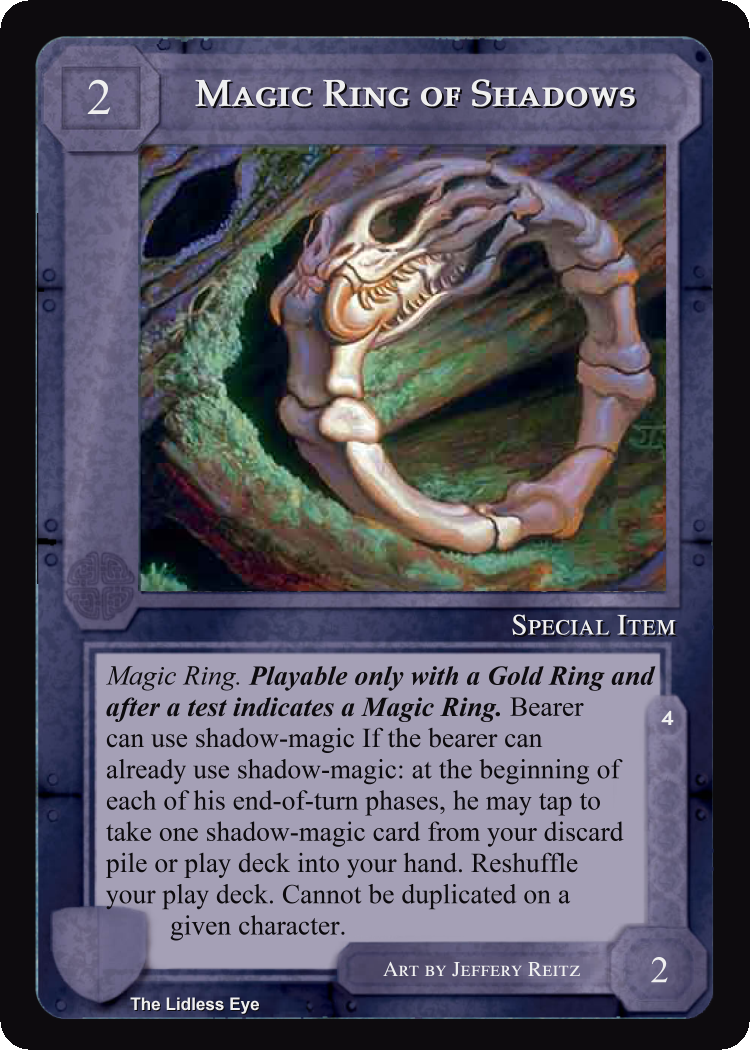 2
Magic Ring of Shadows
Special Item
Magic Ring. Playable only with a Gold Ring and
after a test indicates a Magic Ring. Bearer
can use shadow-magic If the bearer can
already use shadow-magic: at the beginning of
each of his end-of-turn phases, he may tap to
take one shadow-magic card from your discard
pile or play deck into your hand. Reshuffle
your play deck. Cannot be duplicated on a
given character.
4
Art by Jeffery Reitz
2
The Lidless Eye